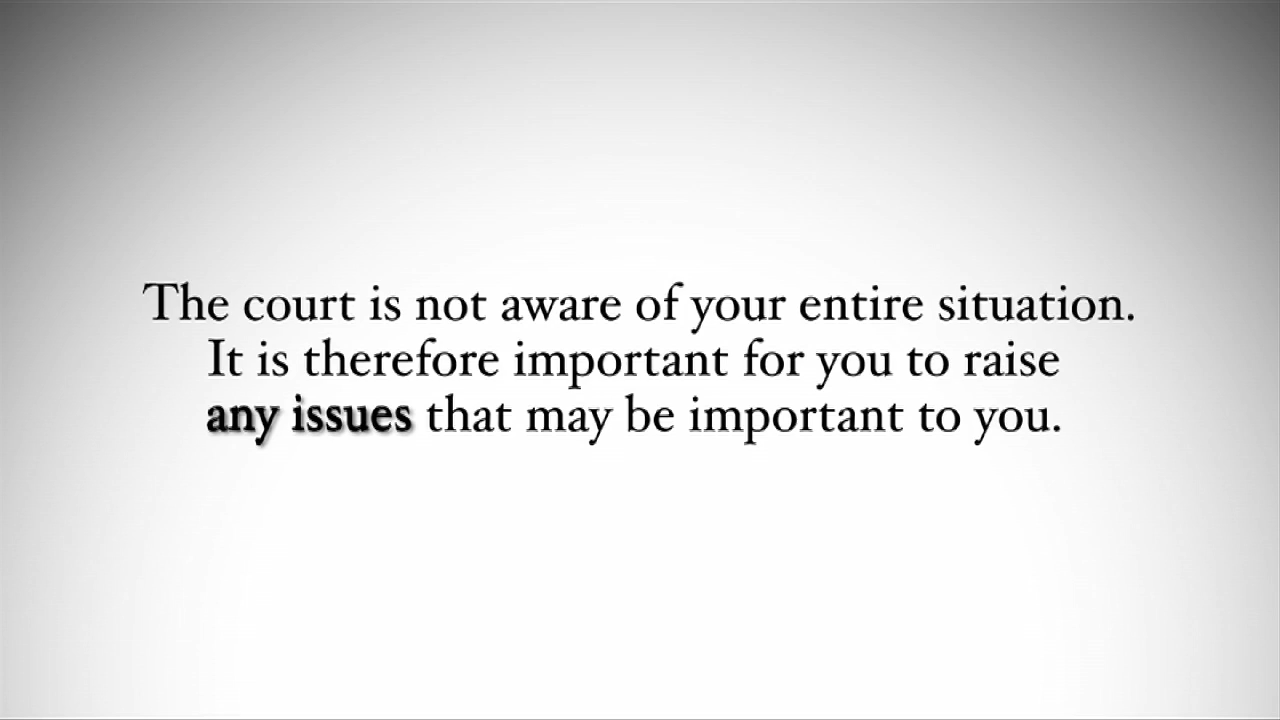 The court is not aware of your entire situation.
It is therefore important for you to raise
any issues that may be important to you.